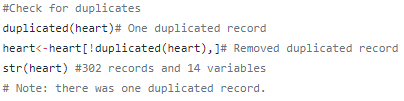 #Check for duplicates
duplicated(heart)# One duplicated record
heart<-heart[!duplicated(heart),]# Removed duplicated record
str(heart) #302 records and 14 variables
# Note: there was one duplicated record.